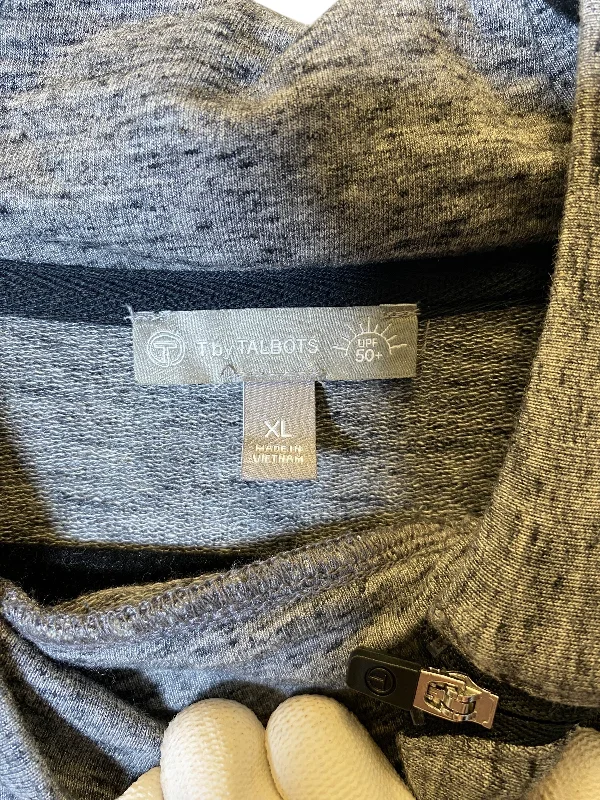 T T by TALBOTS UPF
50+
XL
MADE IN
VIETNAM
T